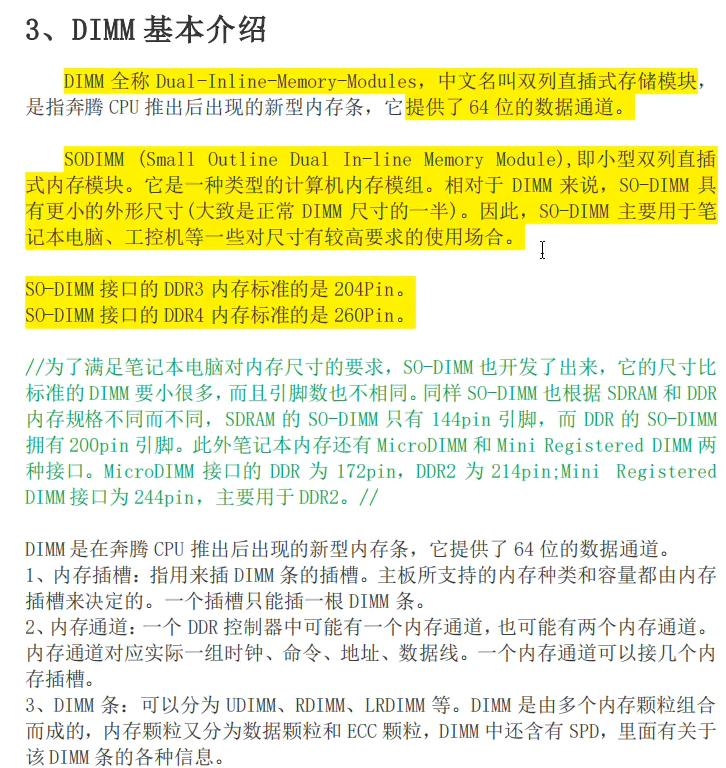 3、DIMM 基本介绍
DIMM 全称 Dual-Inline-Memory-Modules，中文名叫双列直插式存储模块，
是指奔腾 CPU 推出后出现的新型内存条，它提供了 64 位的数据通道。
SODIMM (Small Outline Dual In-line Memory Module),即小型双列直插
式内存模块。它是一种类型的计算机内存模组。相对于 DIMM 来说，SO-DIMM 具
有更小的外形尺寸(大致是正常 DIMM 尺寸的一半)。因此，SO-DIMM 主要用于笔
记本电脑、工控机等一些对尺寸有较高要求的使用场合。
SO-DIMM 接口的 DDR3 内存标准的是 204Pin。
SO-DIMM 接口的 DDR4 内存标准的是 260Pin。
//为了满足笔记本电脑对内存尺寸的要求，SO-DIMM 也开发了出来，它的尺寸比
标准的 DIMM 要小很多，而且引脚数也不相同。同样 SO-DIMM 也根据 SDRAM 和 DDR
内存规格不同而不同，SDRAM 的 SO-DIMM 只有 144pin 引脚，而 DDR 的 SO-DIMM
拥有 200pin 引脚。此外笔记本内存还有 MicroDIMM 和 Mini Registered DIMM 两
种接口。MicroDIMM 接口的 DDR 为 172pin，DDR2 为 214pin;Mini Registered
DIMM 接口为 244pin，主要用于 DDR2。//
DIMM 是在奔腾 CPU 推出后出现的新型内存条，它提供了 64 位的数据通道。
1、内存插槽：指用来插 DIMM 条的插槽。主板所支持的内存种类和容量都由内存
插槽来决定的。一个插槽只能插一根 DIMM 条。
2、内存通道：一个 DDR 控制器中可能有一个内存通道，也可能有两个内存通道。
内存通道对应实际一组时钟、命令、地址、数据线。一个内存通道可以接几个内
存插槽。
3、DIMM 条：可以分为 UDIMM、RDIMM、LRDIMM 等。DIMM 是由多个内存颗粒组合
而成的，内存颗粒又分为数据颗粒和 ECC 颗粒，DIMM 中还含有 SPD，里面有关于
该 DIMM 条的各种信息。